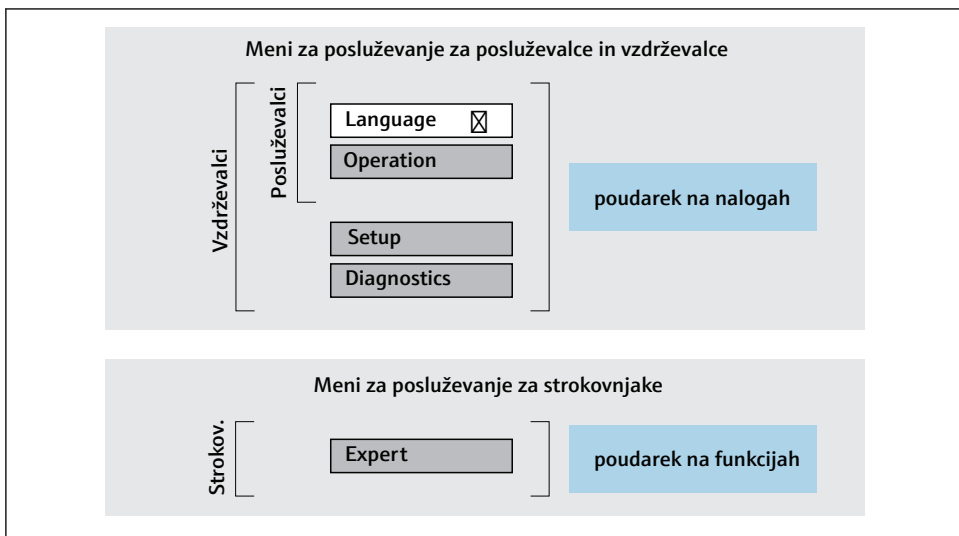 Meni za posluževanje za posluževalce in vzdrževalce
Vzdrževalci
Posluževalci
Language
Operation
Setup
Diagnostics
poudarek na nalogah
Meni za posluževanje za strokovnjake
Strokov.
Expert
poudarek na funkcijah